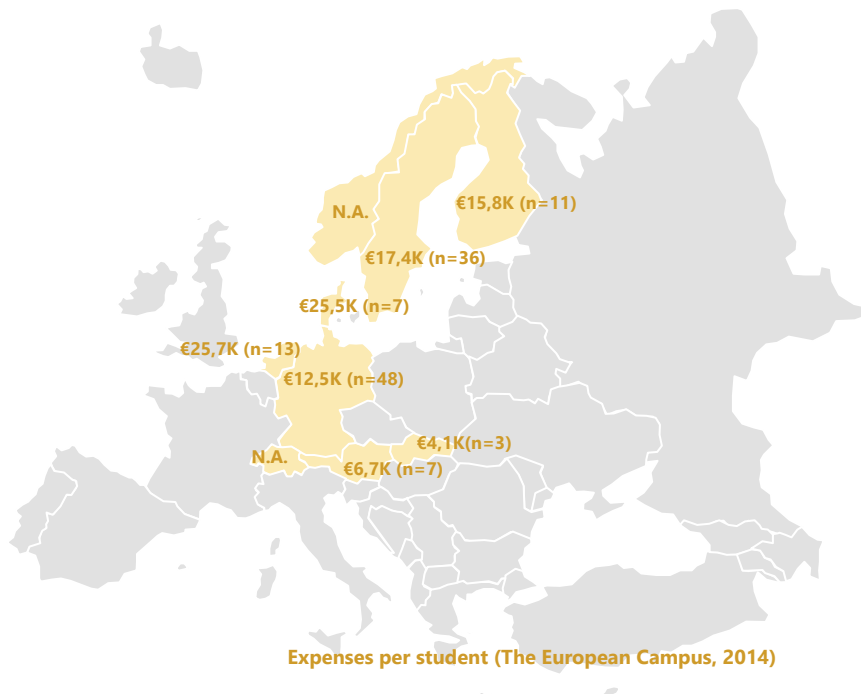 N.A.
€15,8K (n=11)
€17,4K (n=36)
€25,5K (n=7)
€25,7K (n=13)
€12,5K (n=48)
€4,1K(n=3)
N.A.
€6,7K (n=7)
Expenses per student (The European Campus, 2014)